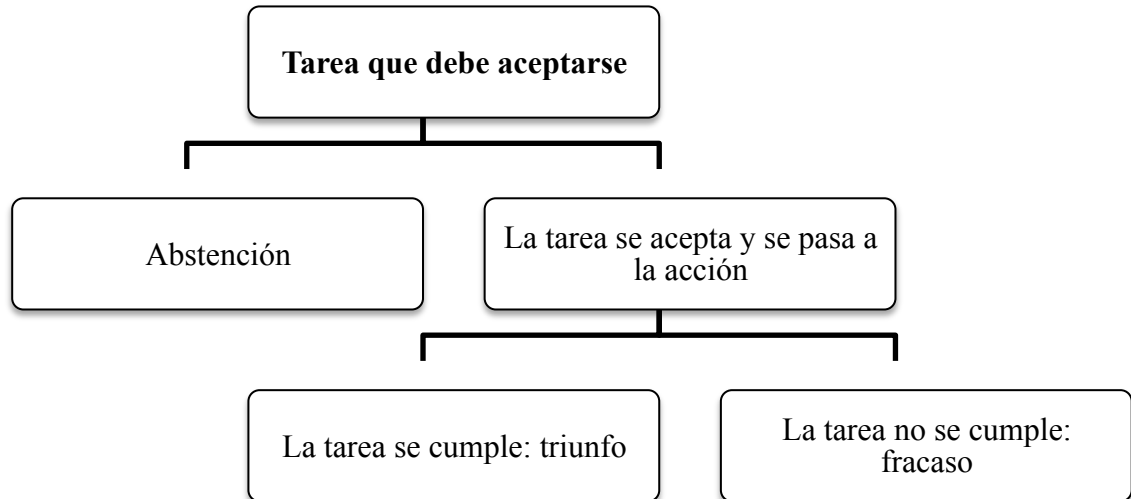 Tarea que debe aceptarse
Abstención
La tarea se acepta y se pasa a
la acción
La tarea se cumple: triunfo
La tarea no se cumple:
fracaso